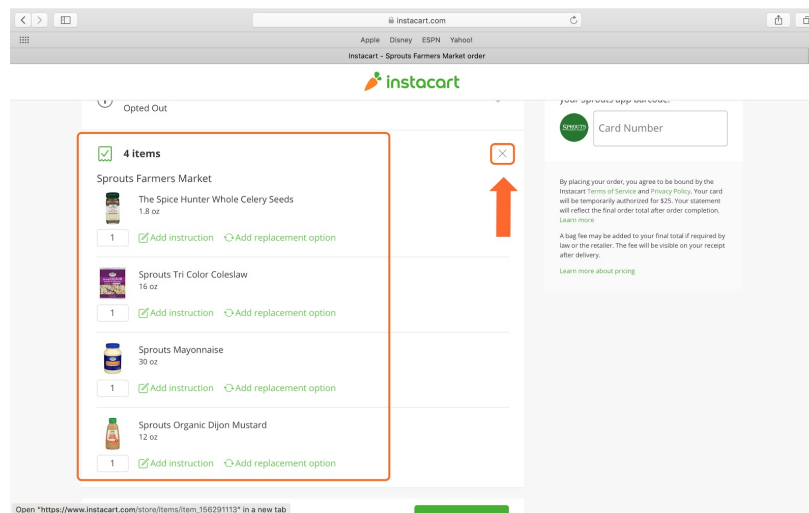 instacart.com
Apple Disney ESPN Yahoo!
Instacart - Sprouts Farmers Market order
instacart
Opted Out
4 items
Sprouts Farmers Market
The Spice Hunter Whole Celery Seeds
1.8 oz
1 Add instruction Add replacement option
Sprouts Tri Color Coleslaw
16 oz
1 Add instruction Add replacement option
Sprouts Mayonnaise
30 oz
1 Add instruction Add replacement option
Sprouts Organic Dijon Mustard
12 oz
1 Add instruction Add replacement option
your Sprouts app barcode.
SPROUTS
Card Number
By placing your order, you agree to be bound by the
Instacart Terms of Service and Privacy Policy. Your card
will be temporarily authorized for $25. Your statement
will reflect the final order total after order completion.
Learn more
A bag fee may be added to your final total if required by
law or the retailer. The fee will be visible on your receipt
after delivery.
Learn more about pricing
Open "https://www.instacart.com/store/items/item_156291113" in a new tab